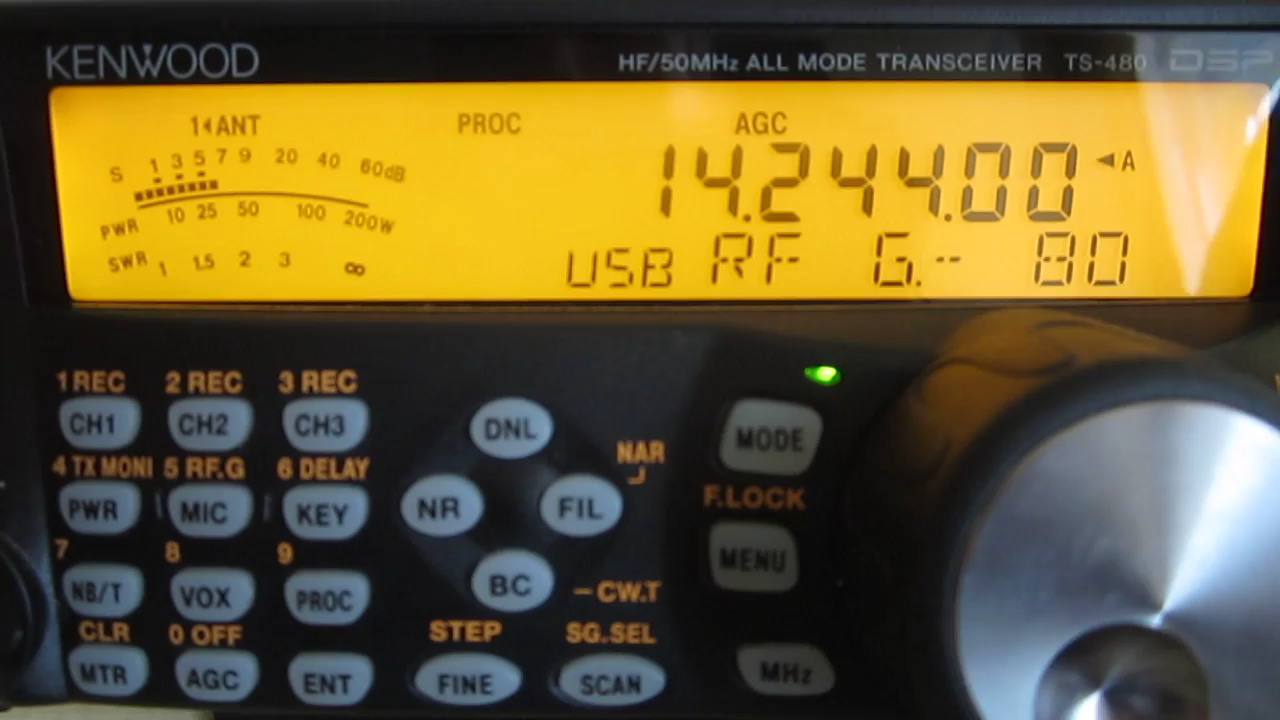 KENWOOD HF/50MHz ALL MODE TRANSCEIVER TS-480 DSP
1◂ANT PROC AGC
S 1 3 5 7 9 20 40 60dB
14.244.00 ◂A
PWR 10 25 50 100 200W
SWR 1 1.5 2 3 ∞
USB RF G.-- 80
1 REC 2 REC 3 REC
CH1 CH2 CH3 DNL MODE
NAR
4 TX MONI 5 RF.G 6 DELAY
F.LOCK
PWR MIC KEY NR FIL
7 8 9
MENU
NB/T VOX PROC BC – CW.T
CLR 0 OFF STEP SG.SEL
MTR AGC ENT FINE SCAN MHz